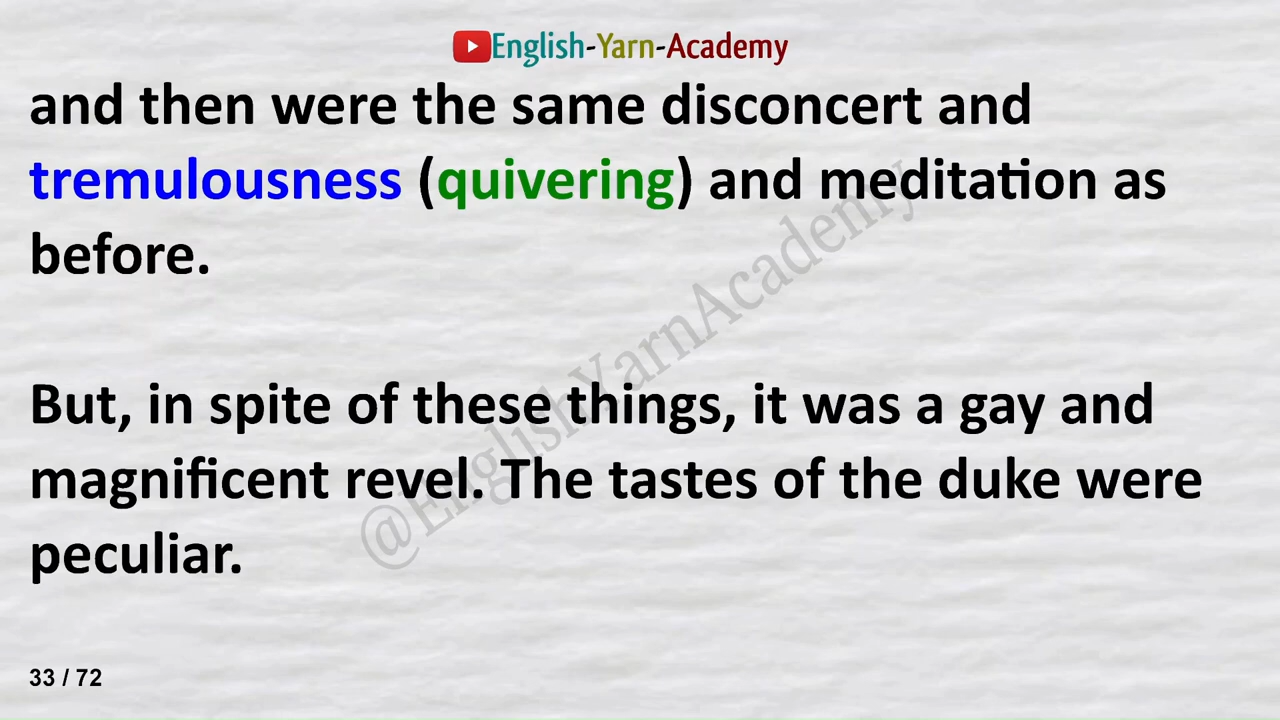 English-Yarn-Academy
and then were the same disconcert and
tremulousness (quivering) and meditation as
before.
But, in spite of these things, it was a gay and
magnificent revel. The tastes of the duke were
peculiar.
@EnglishYarnAcademy
33 / 72